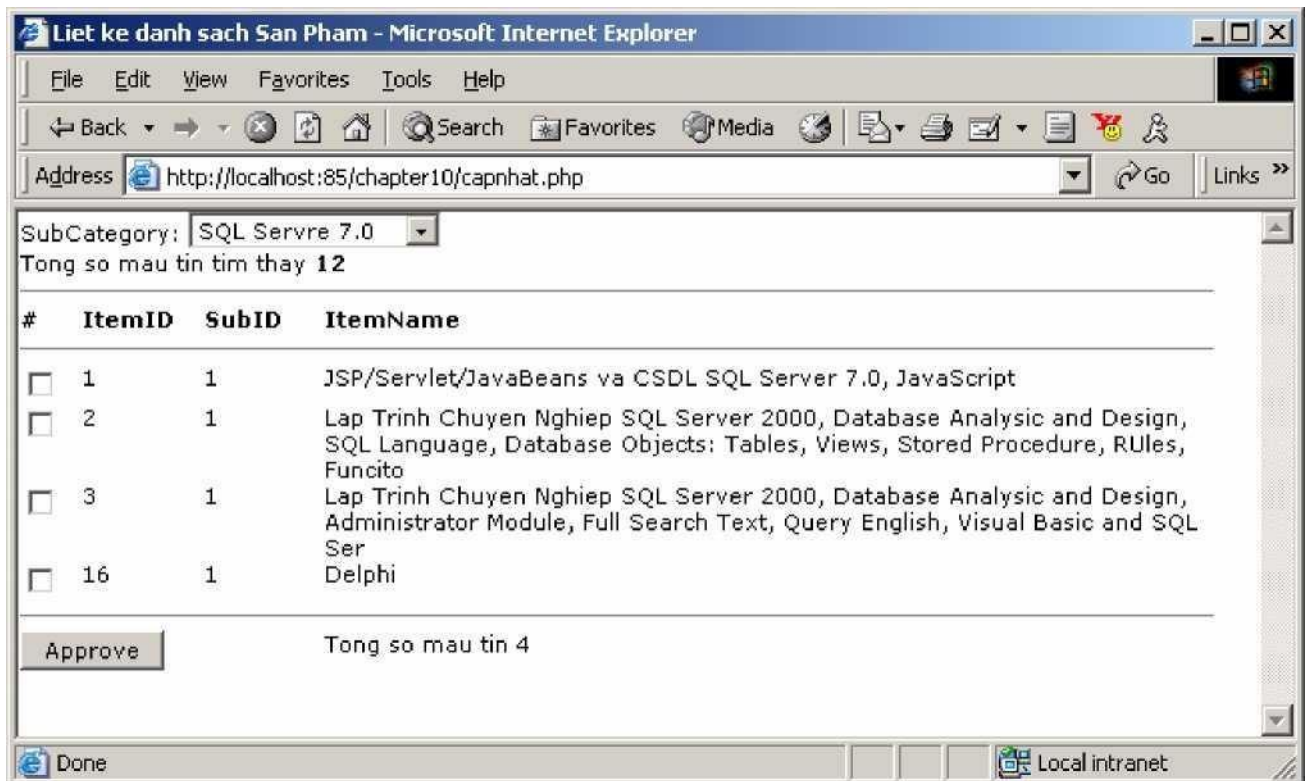 Liet ke danh sach San Pham - Microsoft Internet Explorer
File Edit View Favorites Tools Help
Back Search Favorites Media
Address http://localhost:85/chapter10/capnhat.php Go Links »
SubCategory: SQL Servre 7.0
Tong so mau tin tim thay 12
# ItemID SubID ItemName
1 1 JSP/Servlet/JavaBeans va CSDL SQL Server 7.0, JavaScript
2 1 Lap Trinh Chuyen Nghiep SQL Server 2000, Database Analysic and Design,
SQL Language, Database Objects: Tables, Views, Stored Procedure, RUles,
Funcito
3 1 Lap Trinh Chuyen Nghiep SQL Server 2000, Database Analysic and Design,
Administrator Module, Full Search Text, Query English, Visual Basic and SQL
Ser
16 1 Delphi
Approve Tong so mau tin 4
Done Local intranet